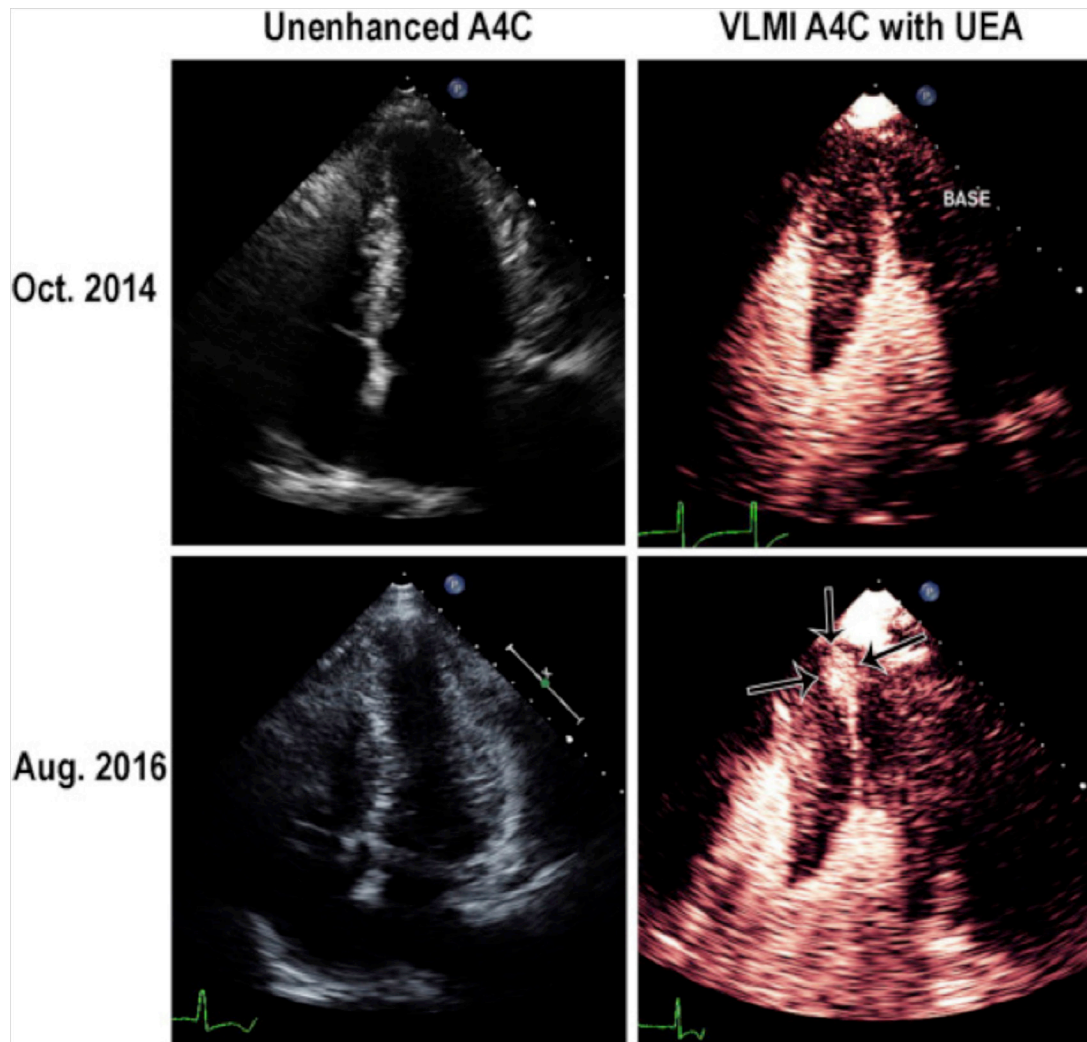 Unenhanced A4C
VLMI A4C with UEA
Oct. 2014
P
P
BASE
Aug. 2016
P
P